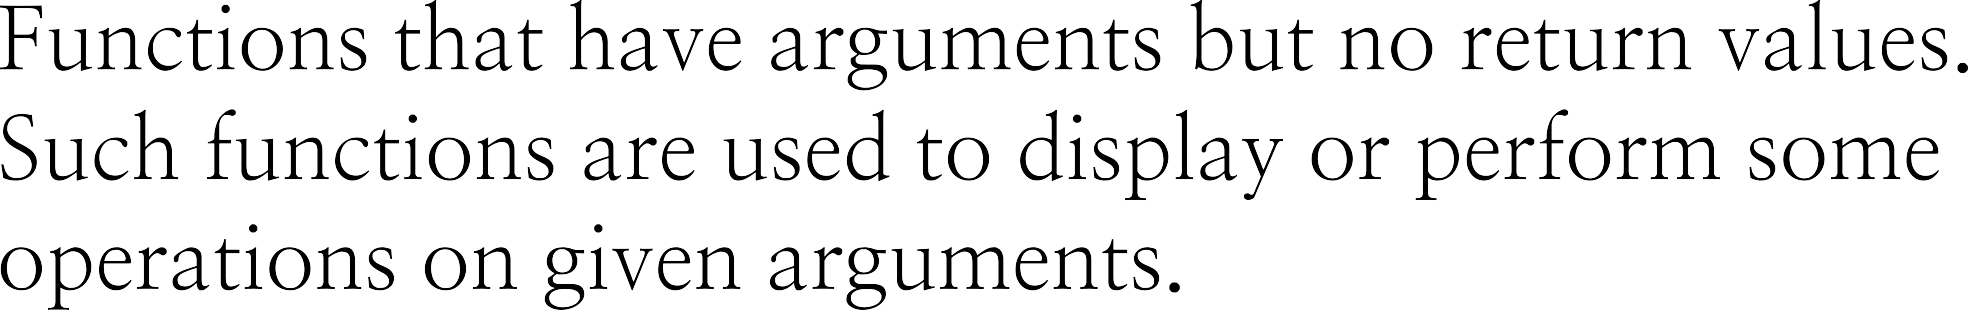 Functions that have arguments but no return values.
Such functions are used to display or perform some
operations on given arguments.